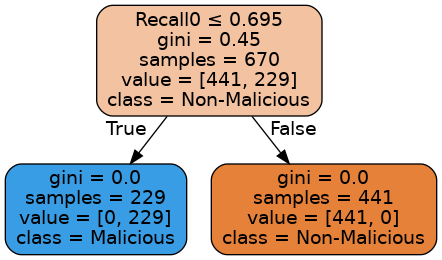 Recall0 ≤ 0.695
gini = 0.45
samples = 670
value = [441, 229]
class = Non-Malicious
True
False
gini = 0.0
samples = 229
value = [0, 229]
class = Malicious
gini = 0.0
samples = 441
value = [441, 0]
class = Non-Malicious